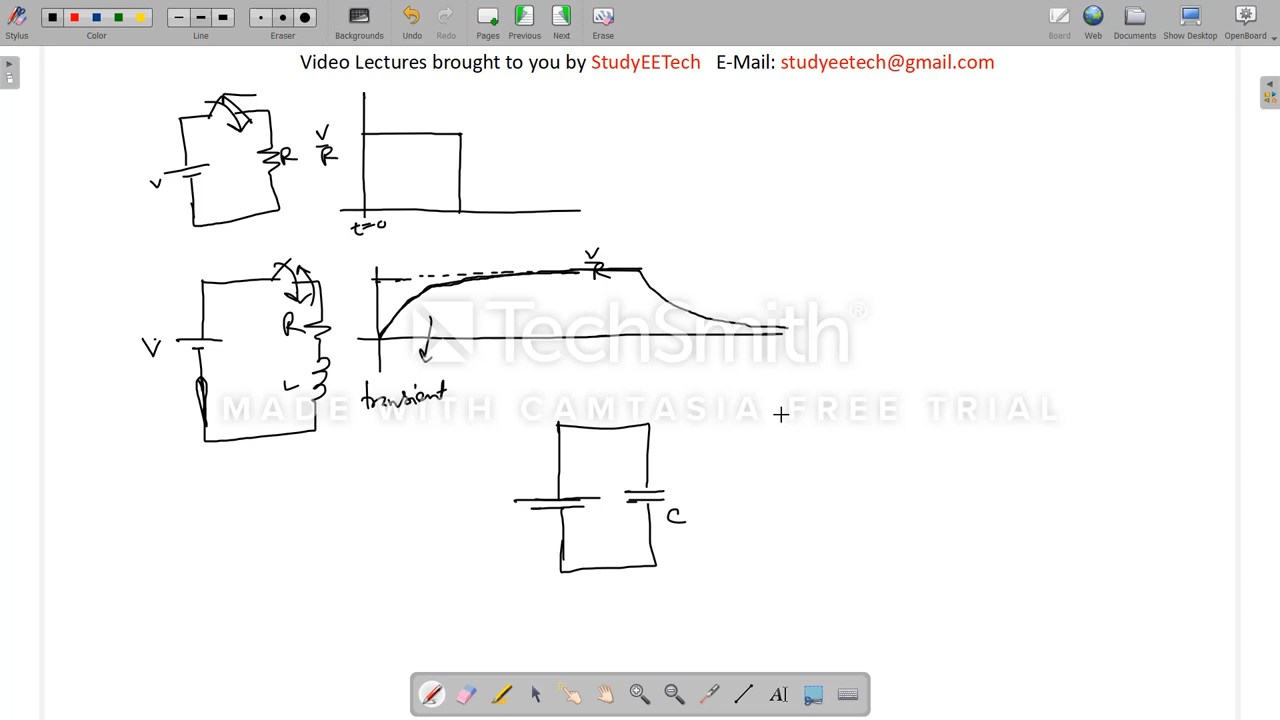 Stylus
Color
Line
Eraser
Backgrounds
Undo
Redo
Pages
Previous
Next
Erase
Board
Web
Documents
Show Desktop
OpenBoard
Video Lectures brought to you by StudyEETech E-Mail: studyeetech@gmail.com
V
R
V
R
t=0
V
R
V
R
L
transient
TechSmith®
MADE WITH CAMTASIA FREE TRIAL
C
AI